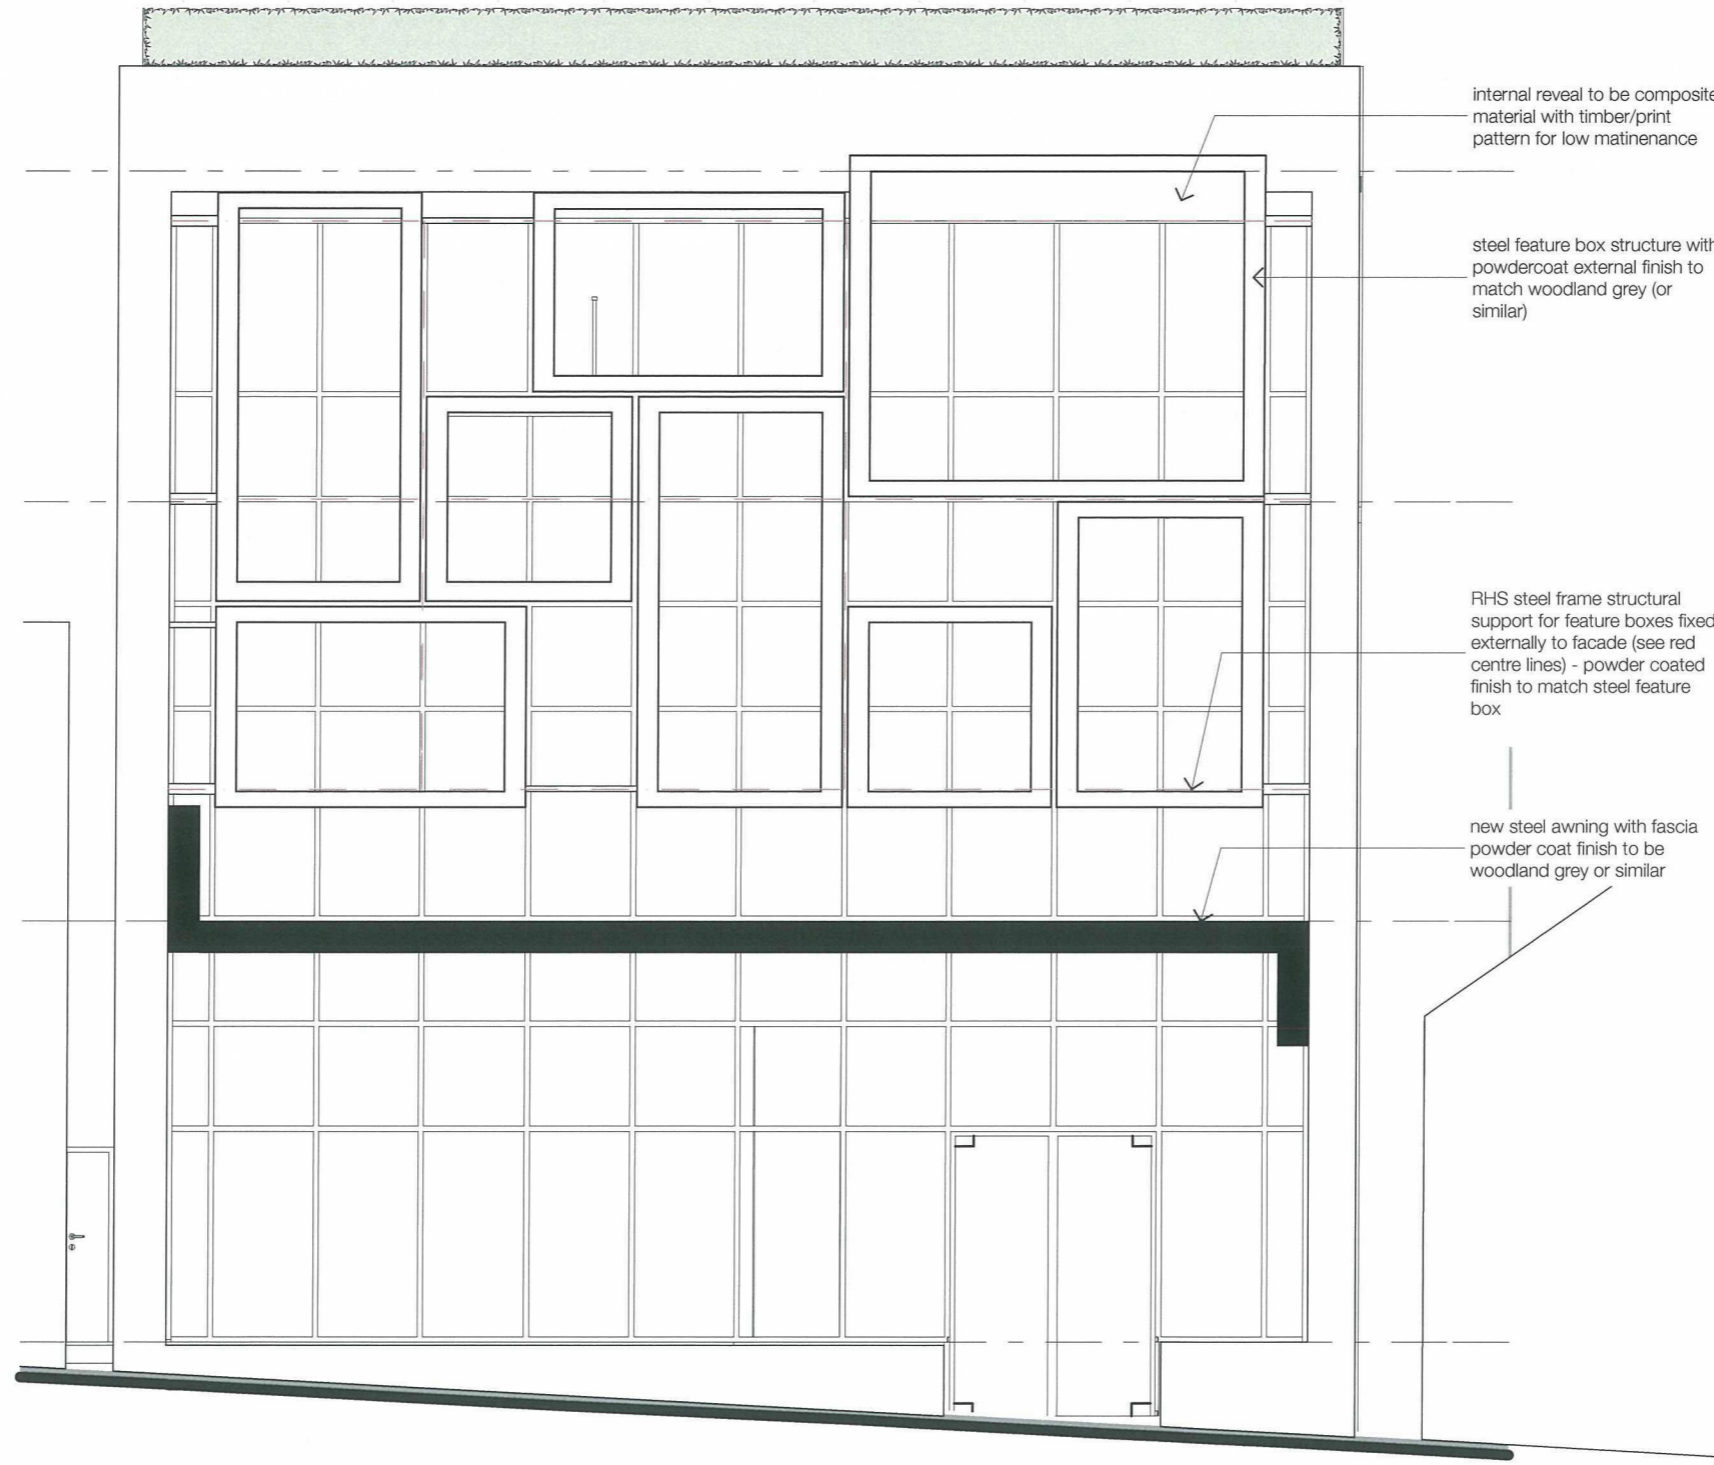 internal reveal to be composite
material with timber/print
pattern for low matinenance
steel feature box structure with
powdercoat external finish to
match woodland grey (or
similar)
RHS steel frame structural
support for feature boxes fixed
externally to facade (see red
centre lines) - powder coated
finish to match steel feature
box
new steel awning with fascia
powder coat finish to be
woodland grey or similar